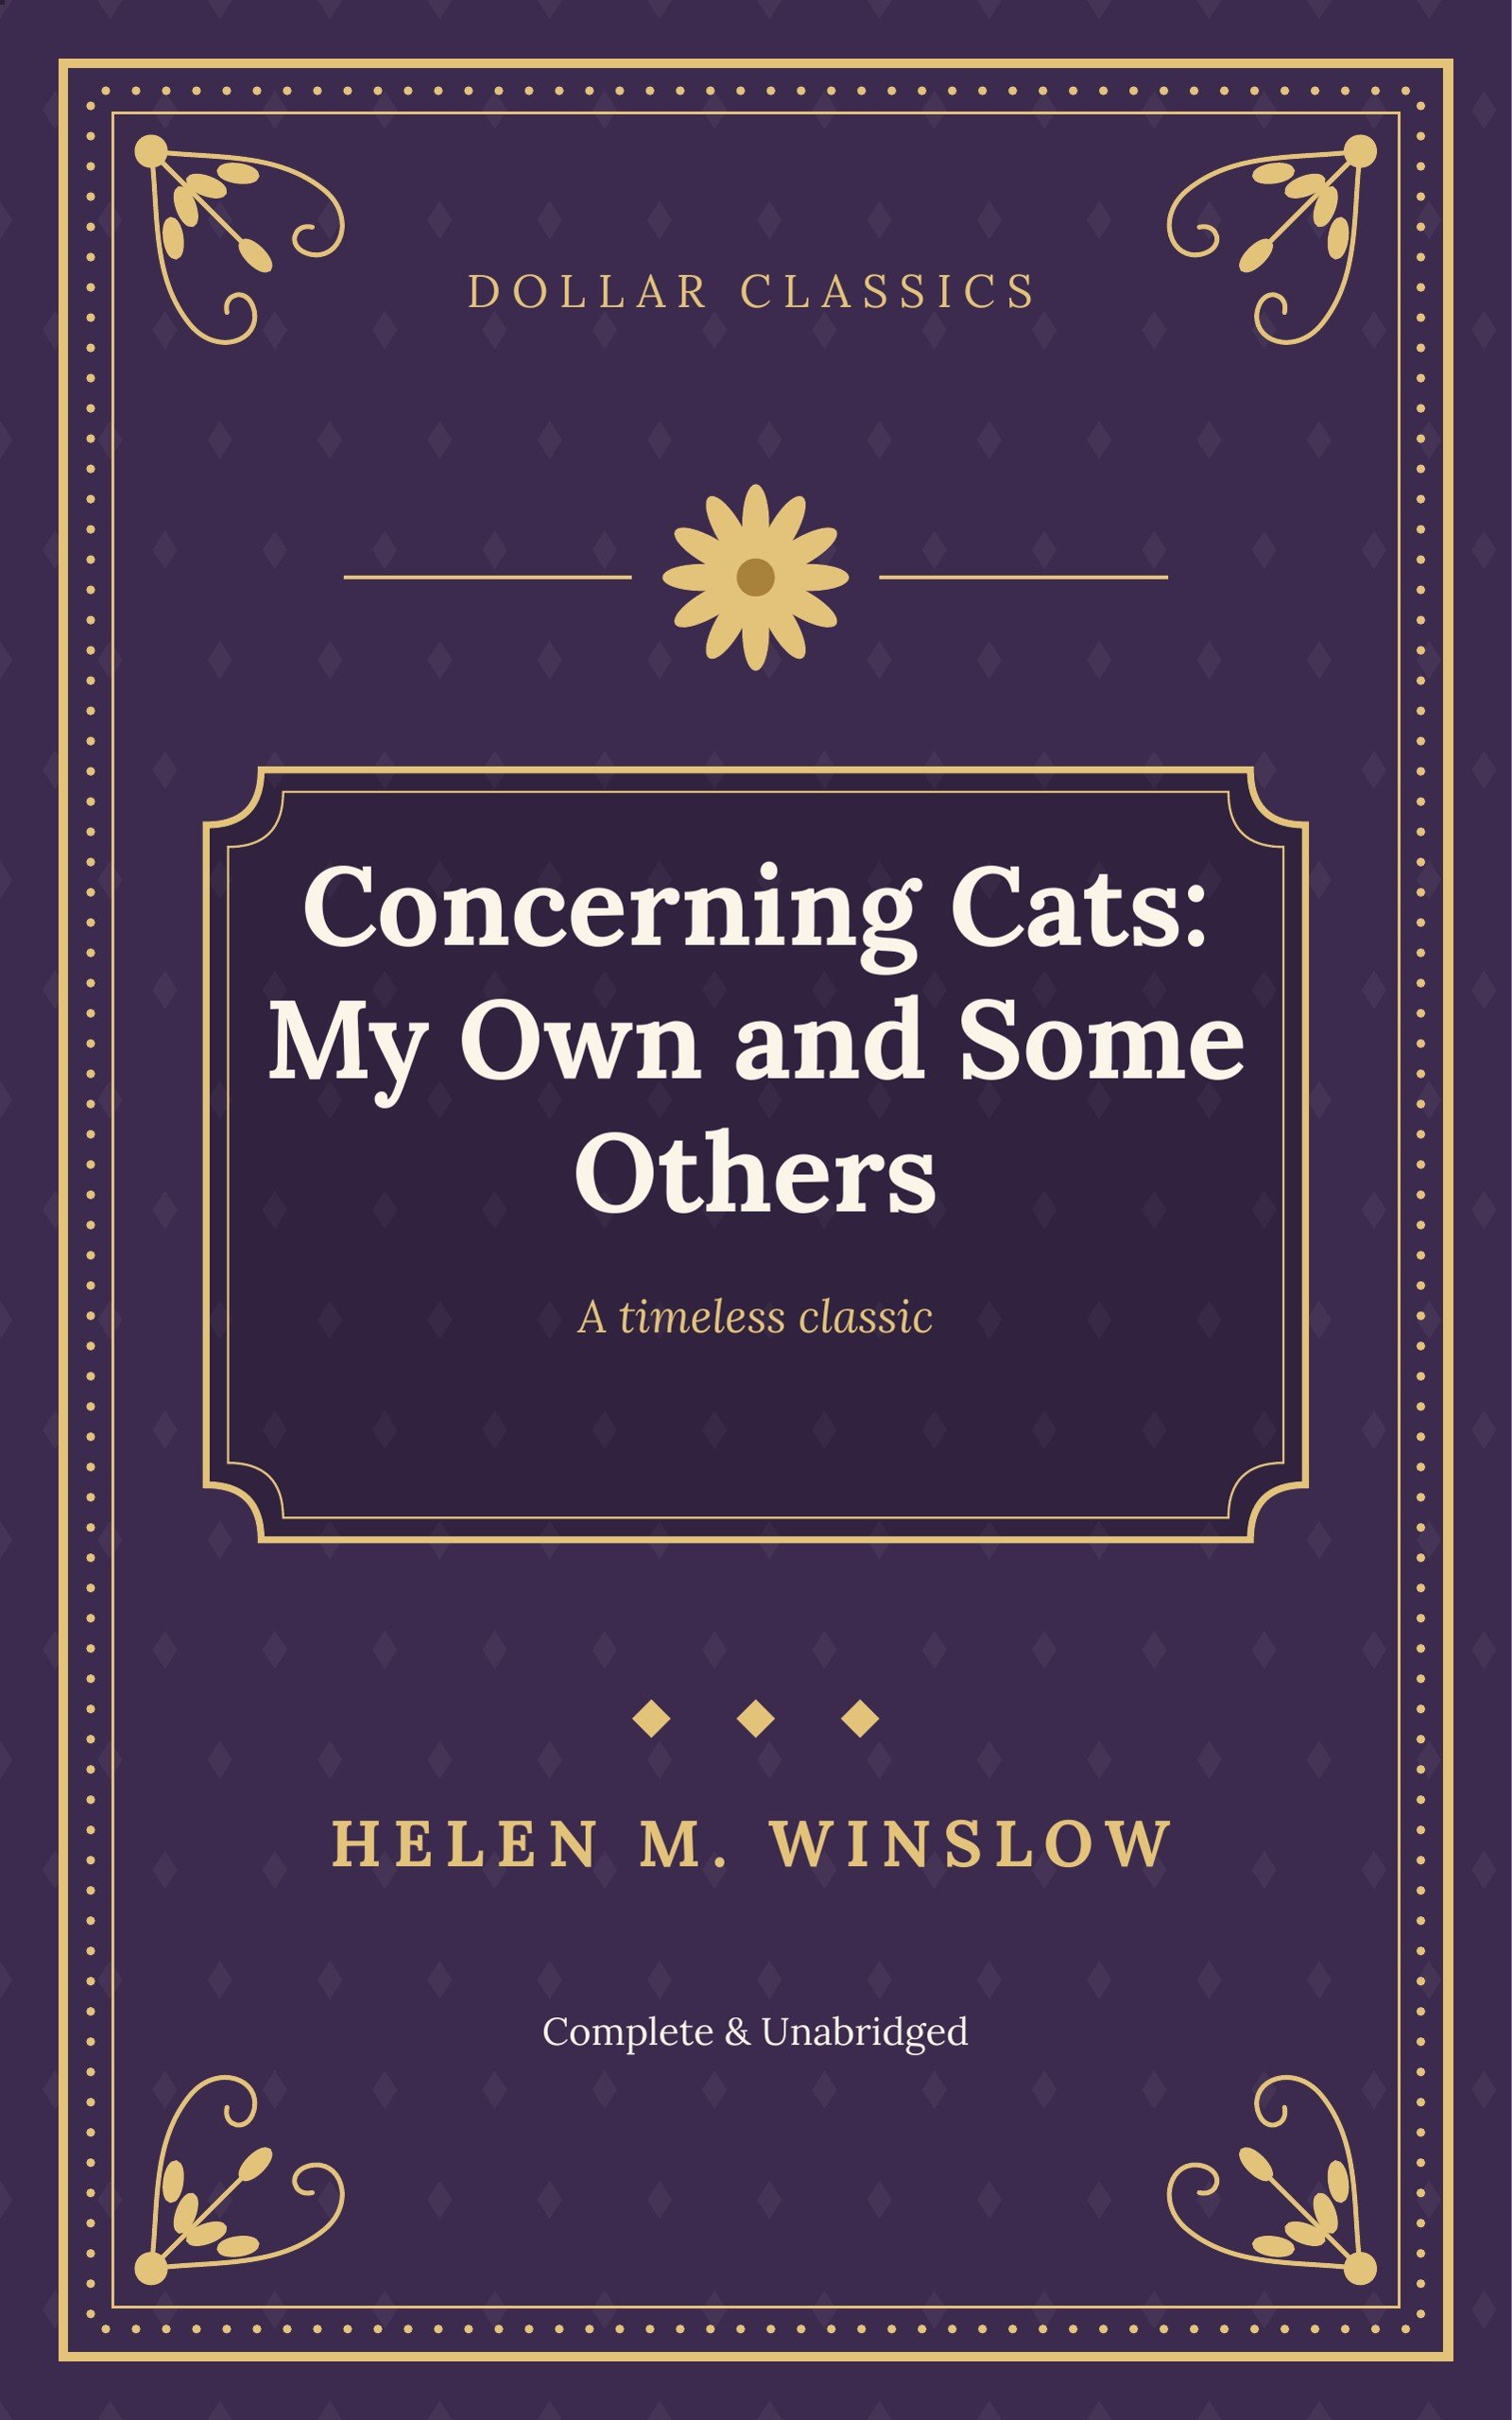 DOLLAR CLASSICS
Concerning Cats:
My Own and Some
Others
A timeless classic
HELEN M. WINSLOW
Complete & Unabridged